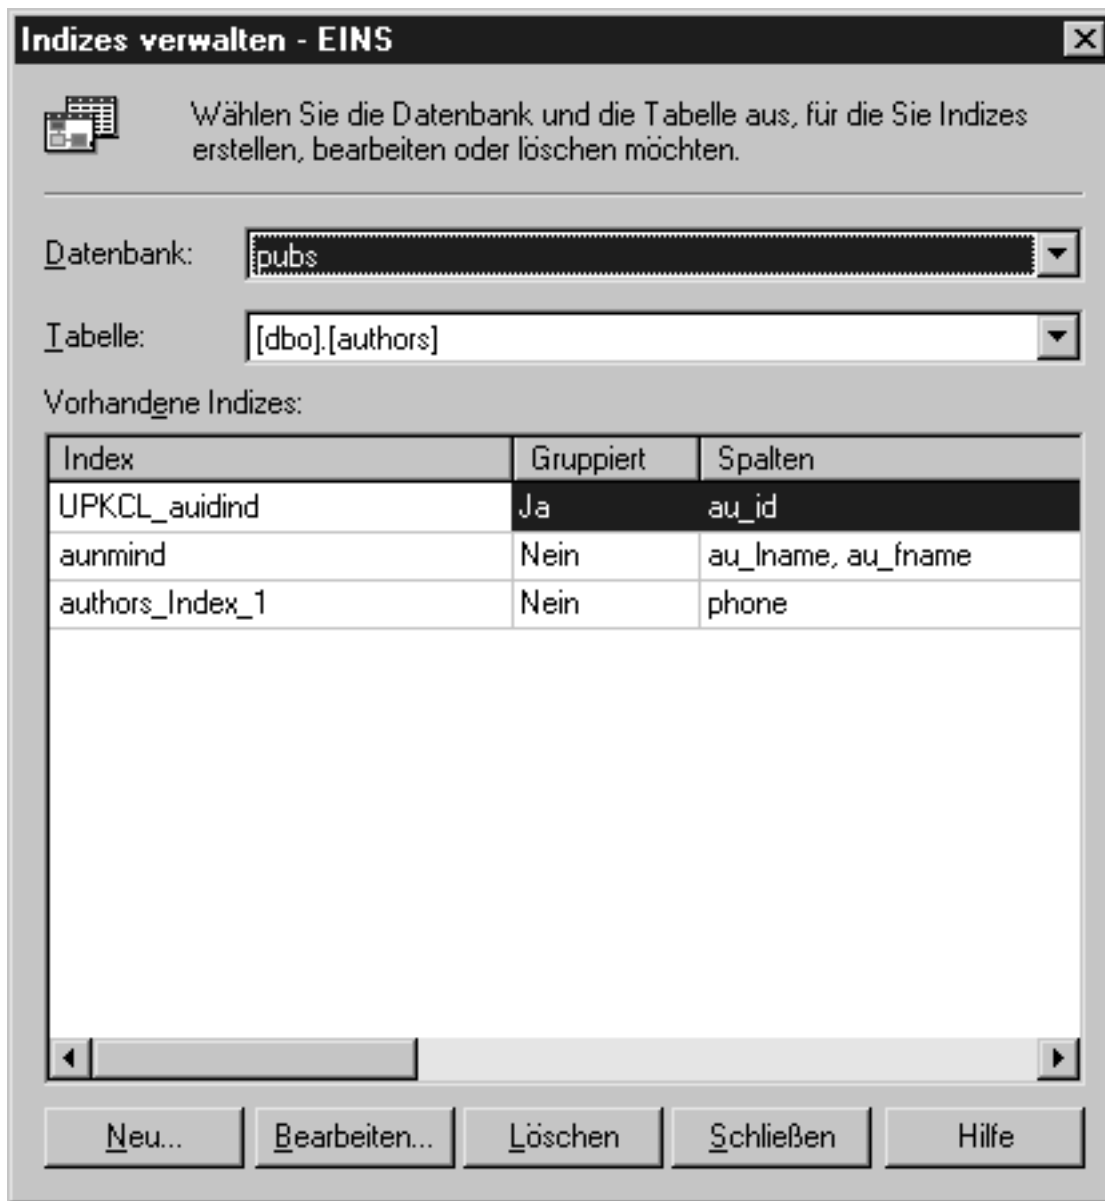 Indizes verwalten - EINS
Wählen Sie die Datenbank und die Tabelle aus, für die Sie Indizes
erstellen, bearbeiten oder löschen möchten.
Datenbank: pubs
Tabelle: [dbo].[authors]
Vorhandene Indizes:
Index Gruppiert Spalten
UPKCL_auidind Ja au_id
aunmind Nein au_lname, au_fname
authors_Index_1 Nein phone
Neu... Bearbeiten... Löschen Schließen Hilfe